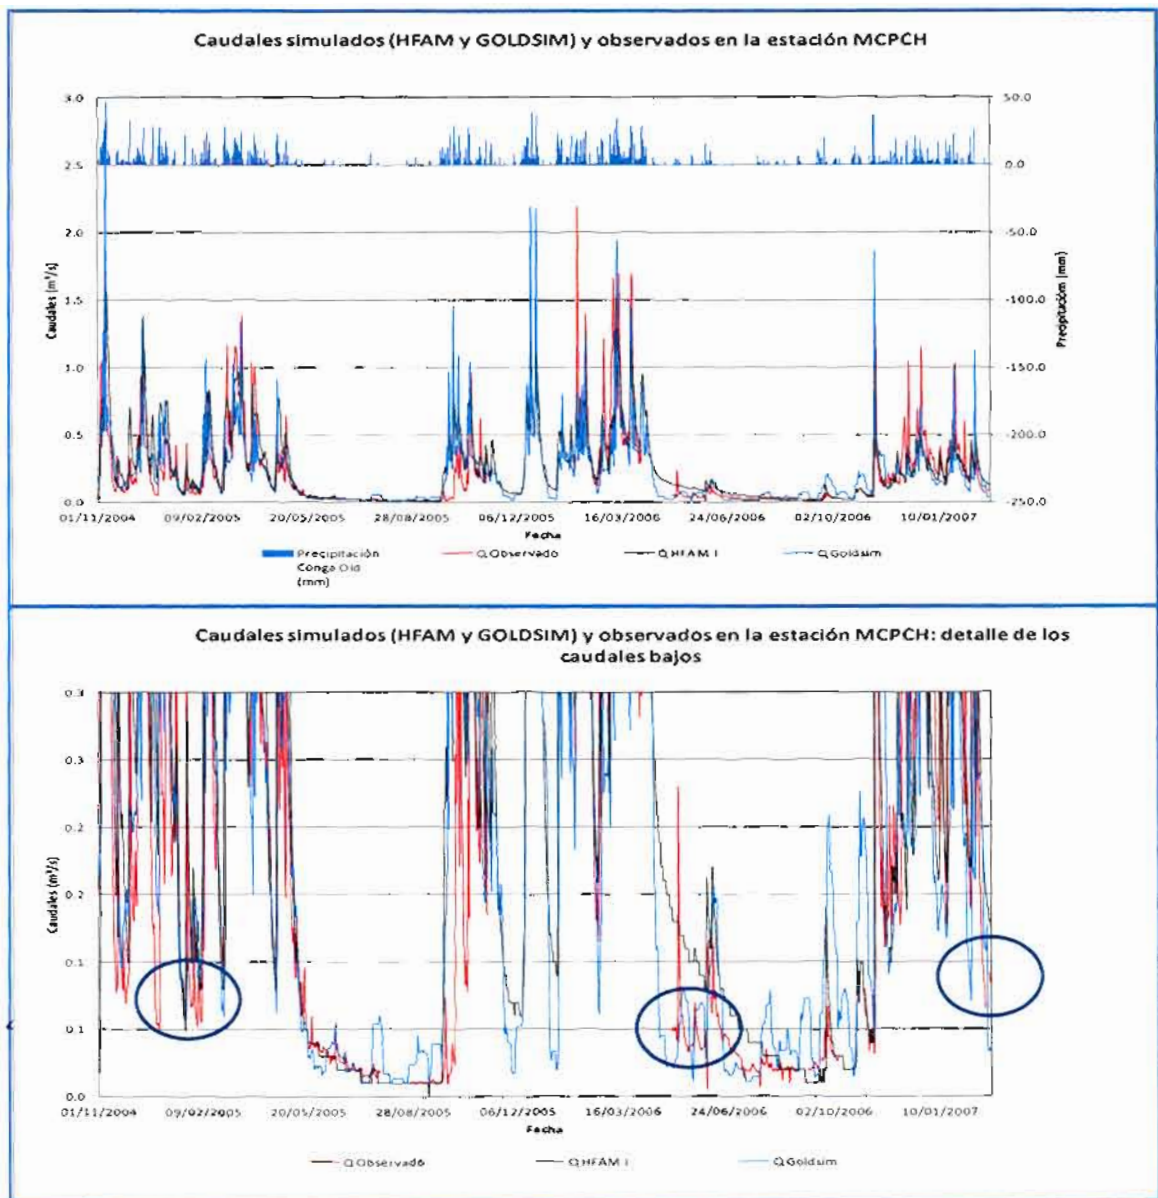 Caudales simulados (HFAM y GOLDSIM) y observados en la estación MCPCH
3.0
2.5
2.0
1.5
1.0
0.5
0.0
Caudales (m³/s)
50.0
0.0
-50.0
-100.0
-150.0
-200.0
-250.0
Precipitacióm (mm)
01/11/2004 09/02/2005 20/05/2005 28/08/2005 06/12/2005 16/03/2006 24/06/2006 02/10/2006 10/01/2007
Fecha
Precipitación Conga Old (mm)
Q Observado
Q HFAM I
Q Goldsim
Caudales simulados (HFAM y GOLDSIM) y observados en la estación MCPCH: detalle de los
caudales bajos
0.3
0.3
0.2
0.2
0.1
0.1
0.0
Caudales (m³/s)
01/11/2004 09/02/2005 20/05/2005 28/08/2005 06/12/2005 16/03/2006 24/06/2006 02/10/2006 10/01/2007
Fecha
Q Observado
Q HFAM I
Q Goldsim